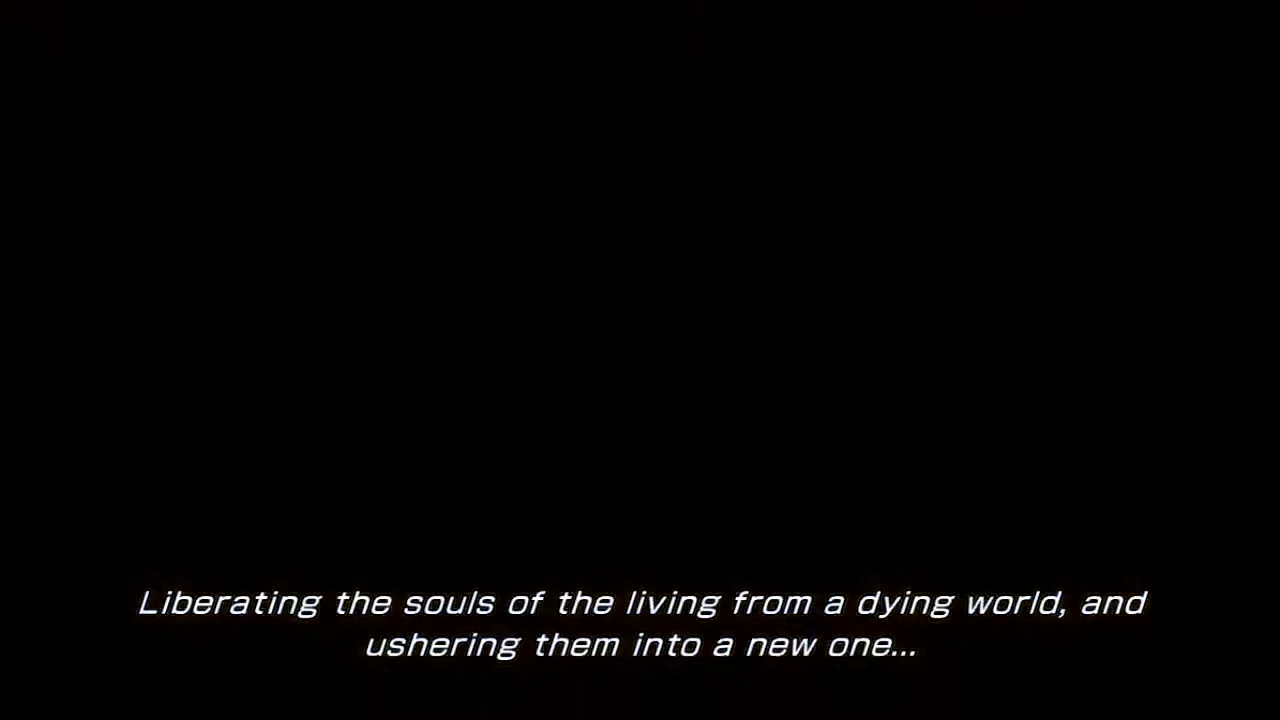 Liberating the souls of the living from a dying world, and
ushering them into a new one...